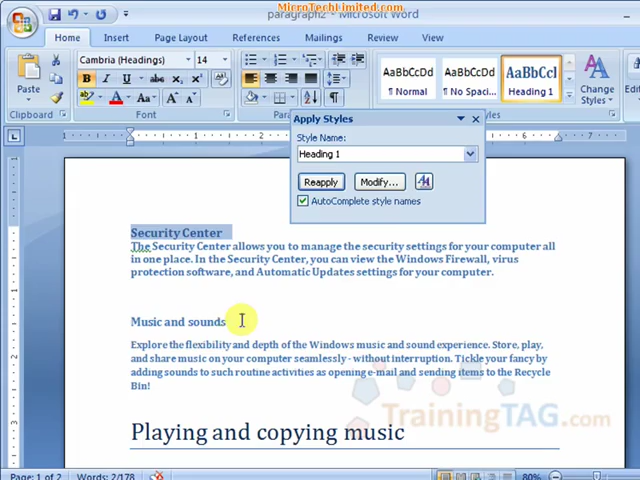 MiroTechLimited.com
paragraph2 - Microsoft Word
Home Insert Page Layout References Mailings Review View
Paste
Clipboard
Cambria (Headings) 14
Font
Paragraph
AaBbCcDd AaBbCcDd AaBbCcI
¶ Normal ¶ No Spaci... Heading 1
Change
Styles
Styles
Apply Styles
Style Name:
Heading 1
Reapply Modify...
AutoComplete style names
Security Center
The Security Center allows you to manage the security settings for your computer all
in one place. In the Security Center, you can view the Windows Firewall, virus
protection software, and Automatic Updates settings for your computer.
Music and sounds
Explore the flexibility and depth of the Windows music and sound experience. Store, play,
and share music on your computer seamlessly - without interruption. Tickle your fancy by
adding sounds to such routine activities as opening e-mail and sending items to the Recycle
Bin!
TrainingTAG.com
Playing and copying music
Page: 1 of 2 Words: 2/178 80%